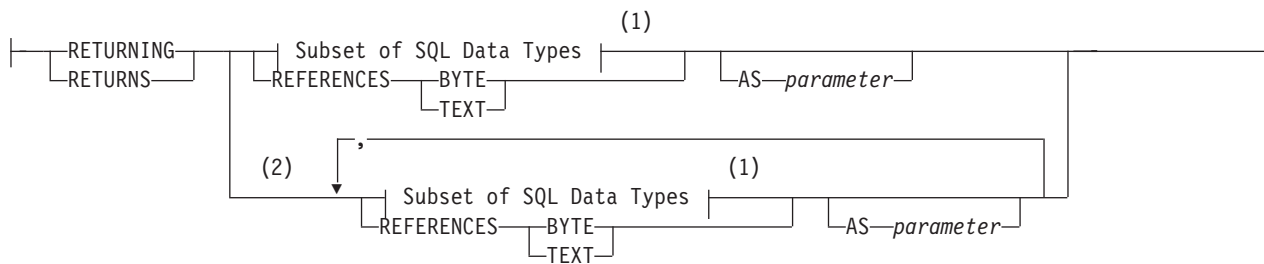 (1)
RETURNING Subset of SQL Data Types
RETURNS REFERENCES BYTE AS parameter
TEXT
,
(2) (1)
Subset of SQL Data Types
REFERENCES BYTE AS parameter
TEXT